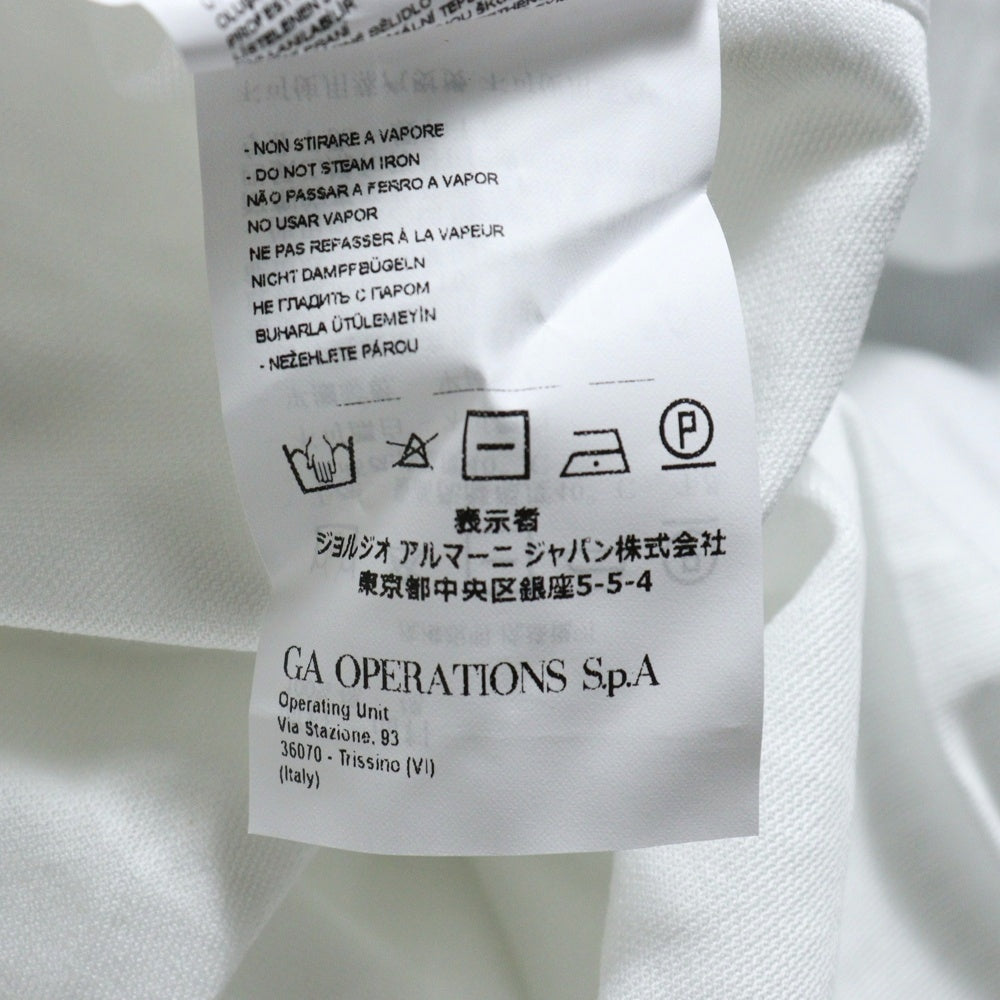 - NON STIRARE A VAPORE
- DO NOT STEAM IRON
NÃO PASSAR A FERRO A VAPOR
NO USAR VAPOR
NE PAS REPASSER À LA VAPEUR
NICHT DAMPFBÜGELN
НЕ ГЛАДИТЬ С ПАРОМ
BUHARLA ÜTÜLEMEYİN
- NEŽEHLETE PÁROU
P
表示者
ジョルジオ アルマーニ ジャパン株式会社
東京都中央区銀座5-5-4
GA OPERATIONS S.p.A
Operating Unit
Via Stazione, 93
36070 - Trissino (VI)
(Italy)